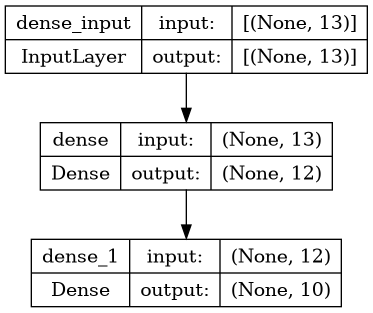 dense_input input: [(None, 13)]
InputLayer output: [(None, 13)]
dense input: (None, 13)
Dense output: (None, 12)
dense_1 input: (None, 12)
Dense output: (None, 10)